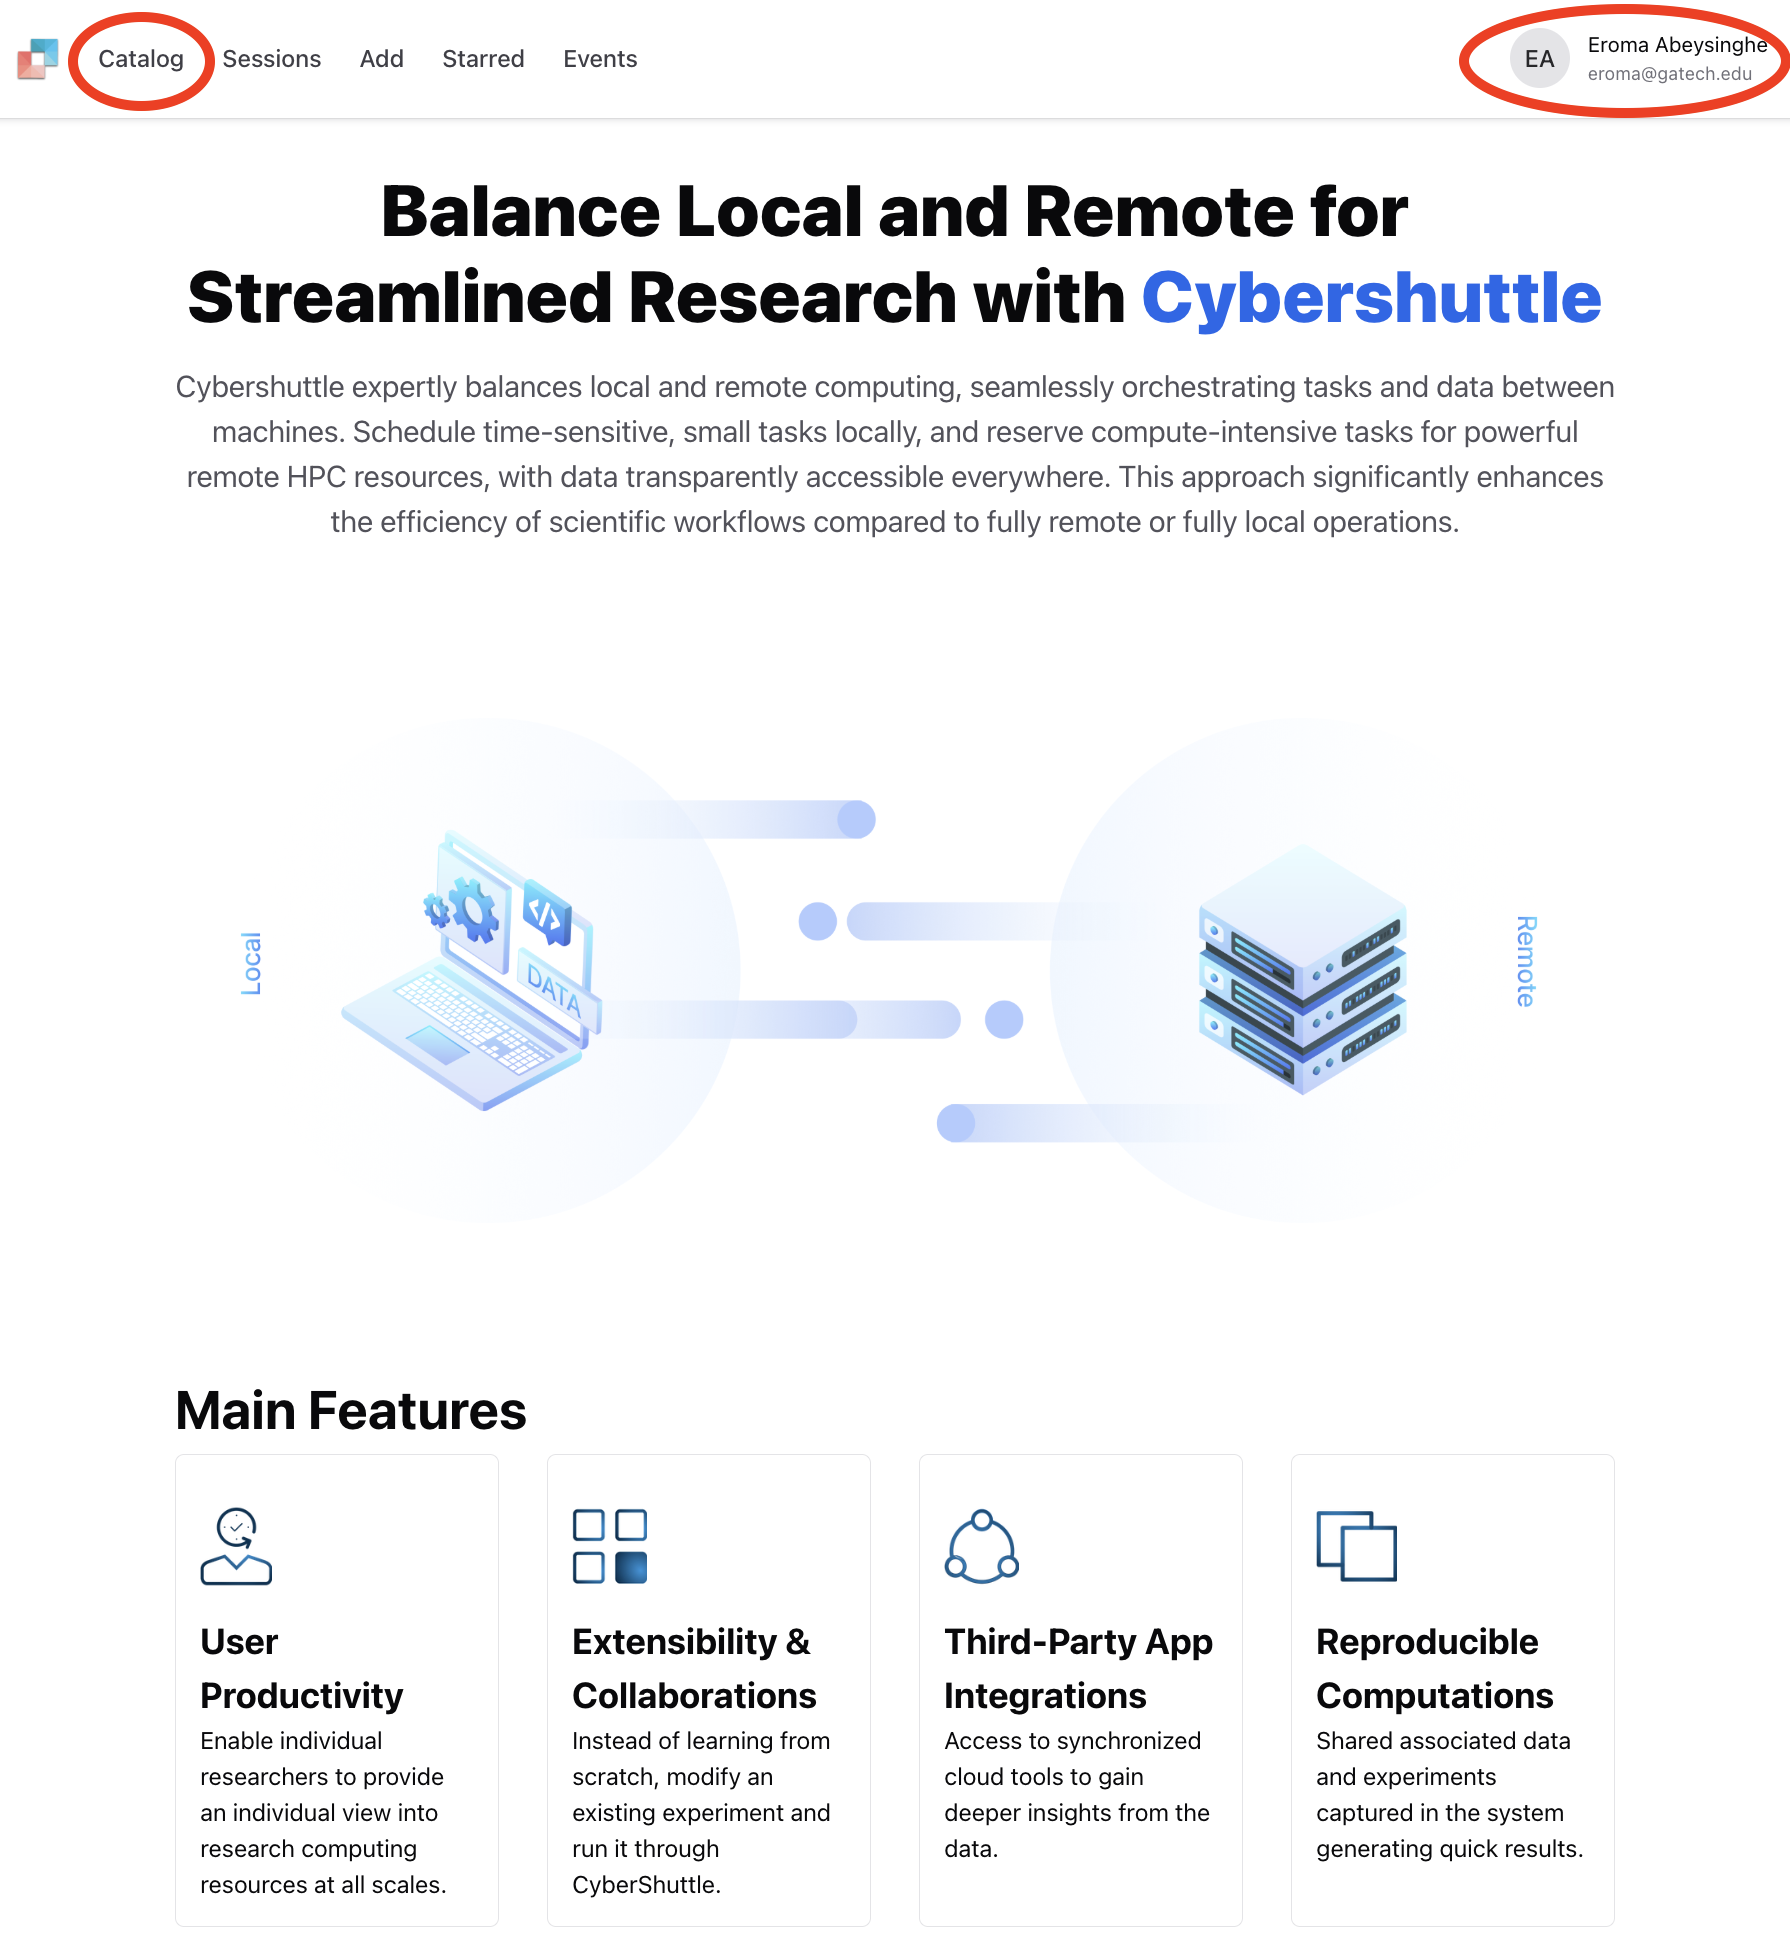 Catalog Sessions Add Starred Events
EA
Eroma Abeysinghe
eroma@gatech.edu
Balance Local and Remote for
Streamlined Research with Cybershuttle
Cybershuttle expertly balances local and remote computing, seamlessly orchestrating tasks and data between
machines. Schedule time-sensitive, small tasks locally, and reserve compute-intensive tasks for powerful
remote HPC resources, with data transparently accessible everywhere. This approach significantly enhances
the efficiency of scientific workflows compared to fully remote or fully local operations.
Local
</>
DATA
Remote
Main Features
User
Productivity
Enable individual
researchers to provide
an individual view into
research computing
resources at all scales.
Extensibility &
Collaborations
Instead of learning from
scratch, modify an
existing experiment and
run it through
CyberShuttle.
Third-Party App
Integrations
Access to synchronized
cloud tools to gain
deeper insights from the
data.
Reproducible
Computations
Shared associated data
and experiments
captured in the system
generating quick results.